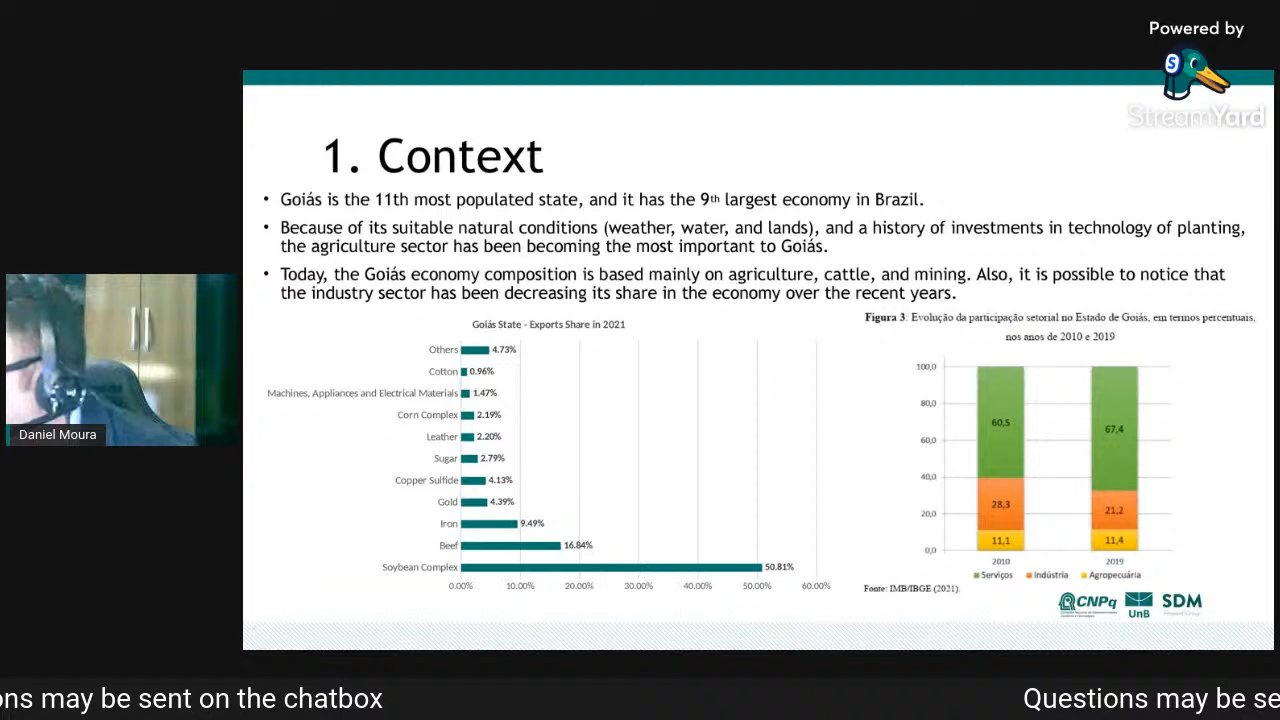 Powered by
S
StreamYard
1. Context
• Goiás is the 11th most populated state, and it has the 9th largest economy in Brazil.
• Because of its suitable natural conditions (weather, water, and lands), and a history of investments in technology of planting,
the agriculture sector has been becoming the most important to Goiás.
• Today, the Goiás economy composition is based mainly on agriculture, cattle, and mining. Also, it is possible to notice that
the industry sector has been decreasing its share in the economy over the recent years.
Goiás State - Exports Share in 2021
Others 4.73%
Cotton 0.96%
Machines, Appliances and Electrical Materials 1.47%
Corn Complex 2.19%
Leather 2.20%
Sugar 2.79%
Copper Sulfide 4.13%
Gold 4.39%
Iron 9.49%
Beef 16.84%
Soybean Complex 50.81%
0.00% 10.00% 20.00% 30.00% 40.00% 50.00% 60.00%
Figura 3: Evolução da participação setorial no Estado de Goiás, em termos percentuais,
nos anos de 2010 e 2019
100,0
80,0
60,0
40,0
20,0
0,0
60,5 67,4
28,3 21,2
11,1 11,4
2010 2019
Serviços Indústria Agropecuária
Fonte: IMB/IBGE (2021).
CNPq
UnB
SDM
Daniel Moura
ons may be sent on the chatbox
Questions may be se